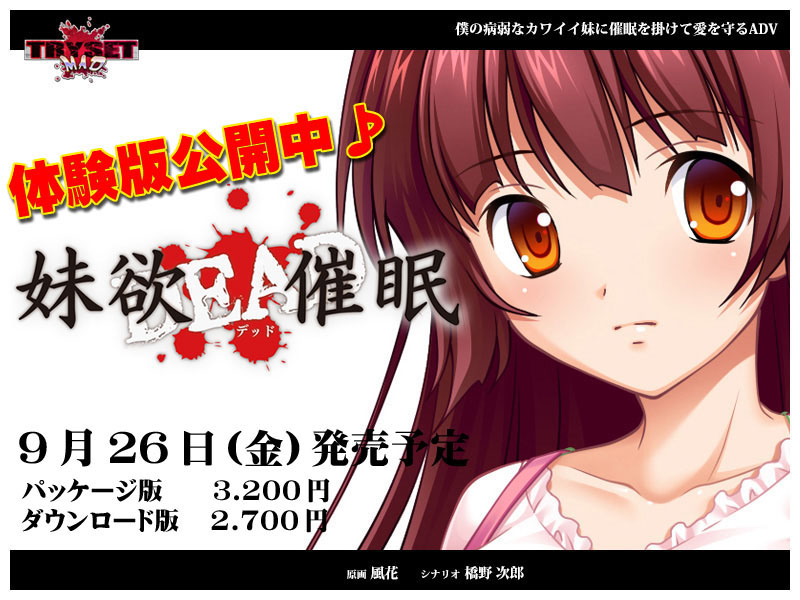 僕の病弱なカワイイ妹に催眠を掛けて愛を守るADV
TRYSET
MAD
体験版公開中♪
妹欲DEAD催眠
デッド
9月26日(金)発売予定
パッケージ版 3.200円
ダウンロード版 2.700円
原画 風花 シナリオ 橋野 次郎